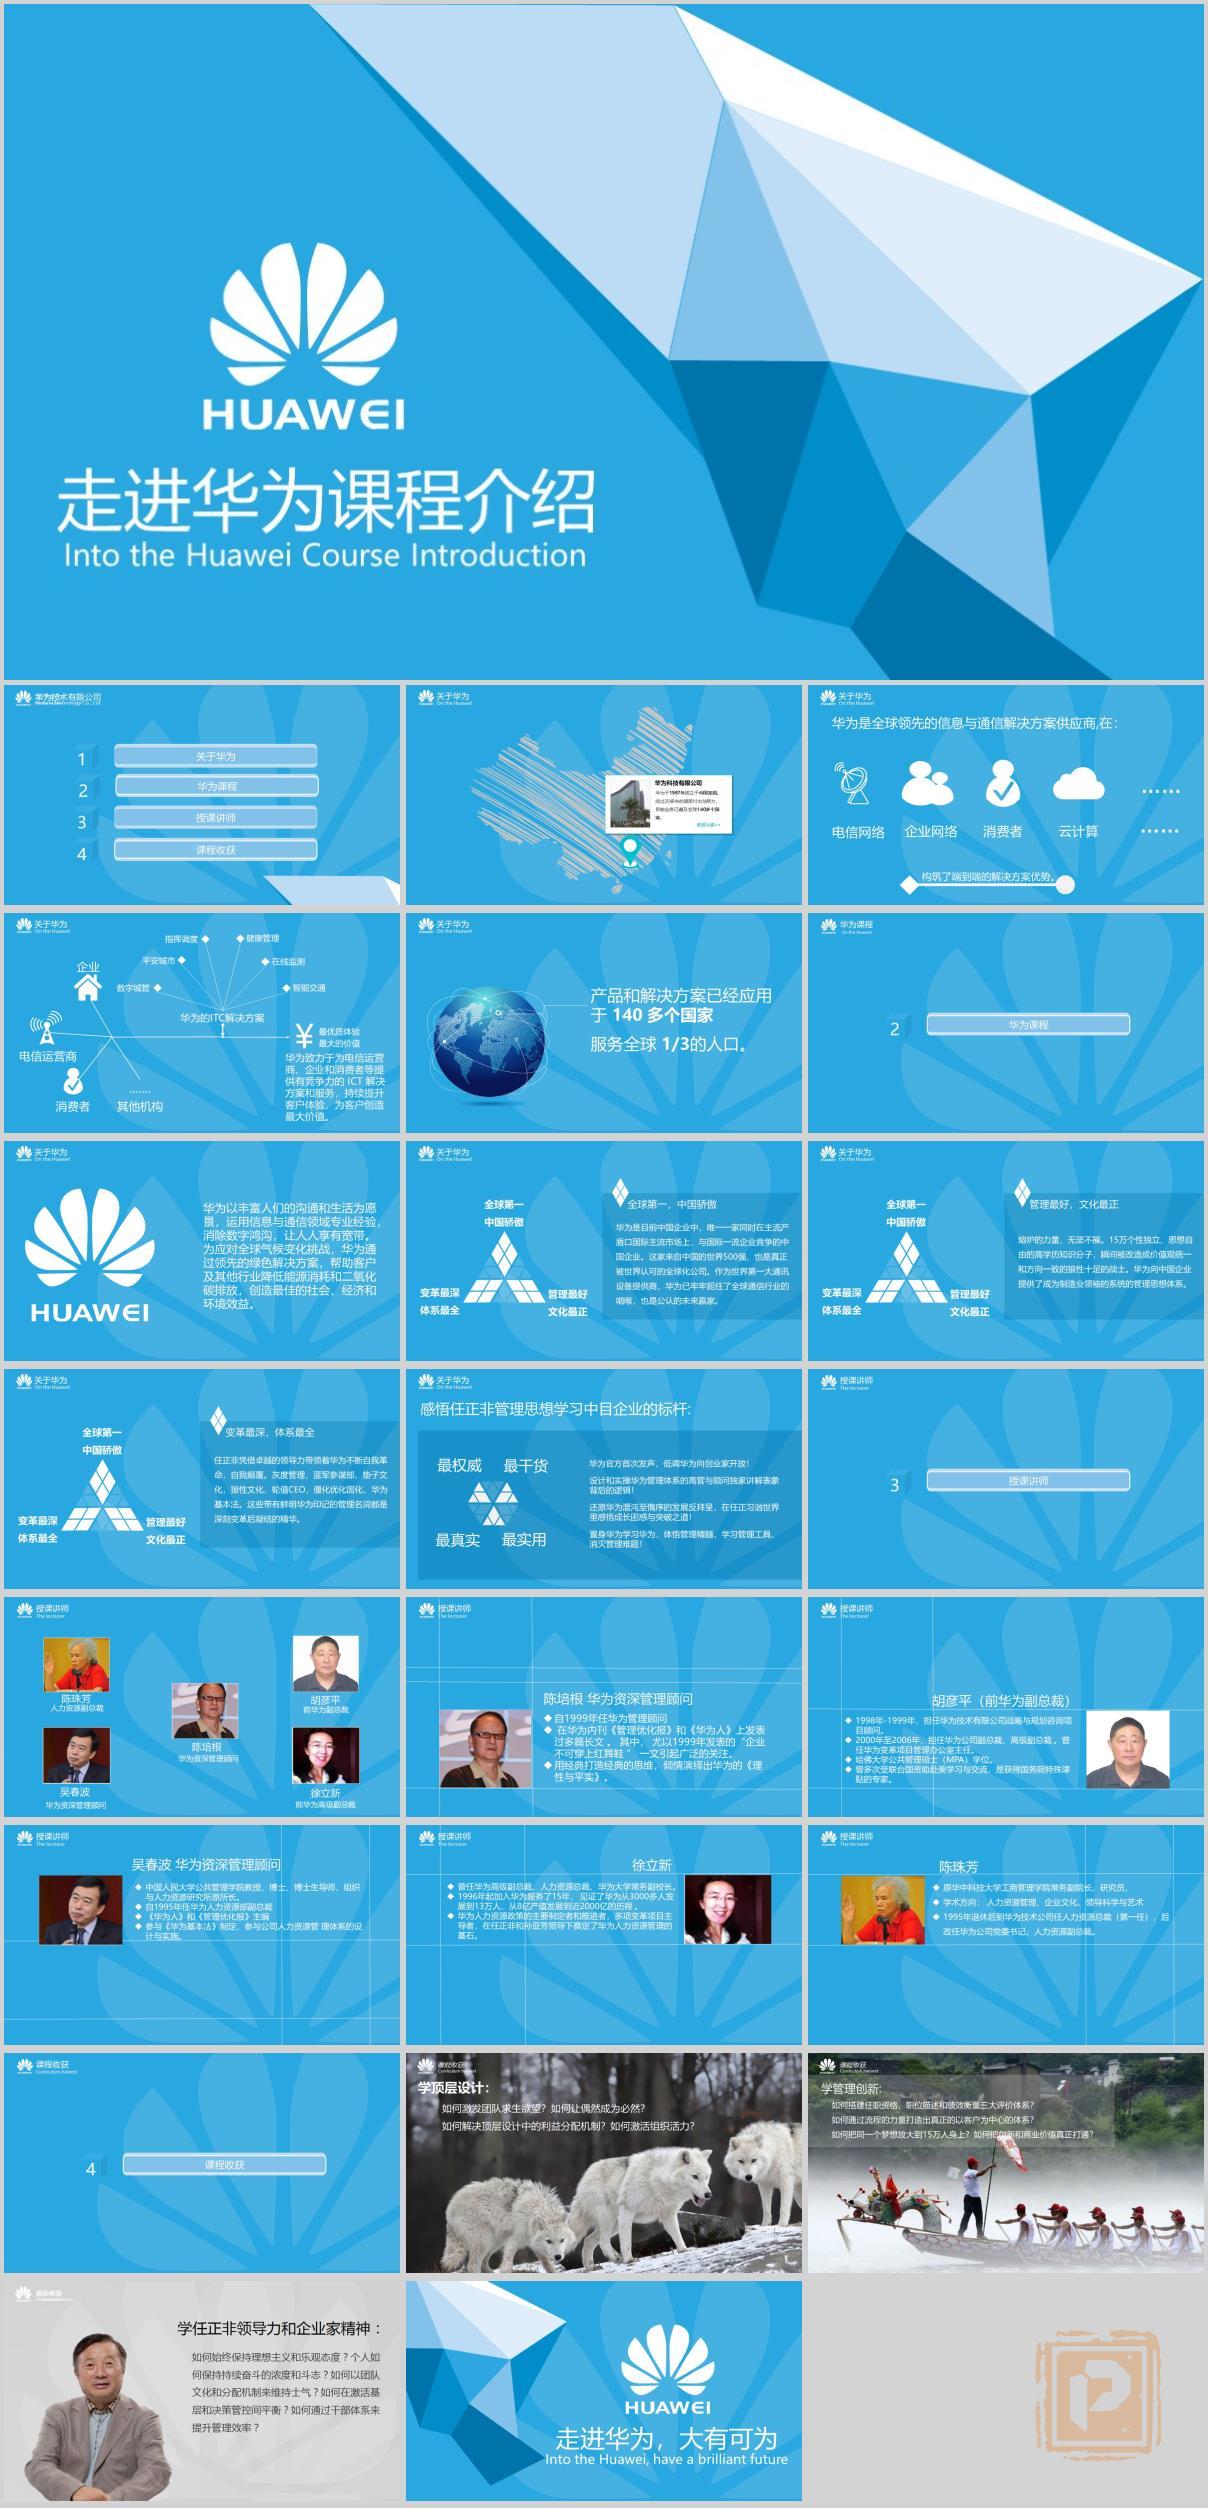 HUAWEI
走进华为课程介绍
Into the Huawei Course Introduction
华为技术有限公司
1
关于华为
2
华为课程
3
授课讲师
4
课程收获
关于华为
On the Huawei
华为科技有限公司
关于华为
On the Huawei
华为是全球领先的信息与通信解决方案供应商,在:
电信网络
企业网络
消费者
云计算
……
……
构筑了端到端的解决方案优势。
关于华为
On the Huawei
指挥调度
健康管理
平安城市
在线监测
数字城管
智能交通
企业
华为的ITC解决方案
电信运营商
¥
最优质体验
最大的价值
消费者
……
其他机构
华为致力于为电信运营
商、企业和消费者等提
供有竞争力的 ICT 解决
方案和服务，持续提升
客户体验，为客户创造
最大价值。
关于华为
On the Huawei
产品和解决方案已经应用
于 140 多个国家
服务全球 1/3的人口。
华为课程
On the Huawei
2
华为课程
关于华为
On the Huawei
HUAWEI
华为以丰富人们的沟通和生活为愿
景，运用信息与通信领域专业经验，
消除数字鸿沟，让人人享有宽带。
为应对全球气候变化挑战，华为通
过领先的绿色解决方案，帮助客户
及其他行业降低能源消耗和二氧化
碳排放，创造最佳的社会、经济和
环境效益。
关于华为
On the Huawei
全球第一
中国骄傲
变革最深
体系最全
管理最好
文化最正
全球第一，中国骄傲
华为是目前中国企业中，唯一一家同时在主流产
盾口国际主流市场上，与国际一流企业竞争的中
国企业。这家来自中国的世界500强，也是真正
被世界认可的全球化公司。作为世界第一大通讯
设备提供商，华为已牢牢扼住了全球通信行业的
咽喉，也是公认的未来赢家。
关于华为
On the Huawei
全球第一
中国骄傲
变革最深
体系最全
管理最好
文化最正
管理最好，文化最正
熔炉的力量，无坚不摧。15万个性独立、思想自
由的高学历知识分子，瞬间被改造成价值观统一
和方向一致的狼性十足的战士。华为向中国企业
提供了成为制造业领袖的系统的管理思想体系。
关于华为
On the Huawei
全球第一
中国骄傲
变革最深
体系最全
管理最好
文化最正
变革最深，体系最全
任正非凭借卓越的领导力带领着华为不断自我革
命，自我颠覆。灰度管理，蓝军参谋部，垫子文
化，狼性文化，轮值CEO，僵化优化固化，华为
基本法。这些带有鲜明华为印记的管理名词都是
深刻变革后凝结的精华。
关于华为
On the Huawei
感悟任正非管理思想学习中目企业的标杆:
最权威
最干货
最真实
最实用
华为官方首次发声，低调华为向创业家开放！
设计和实操华为管理体系的高管与顾问独家讲解表象
背后的逻辑！
还原华为混沌至惰序的发展反拜呈，在任正习治世界
里感悟成长困惑与突破之道！
置身华为学习华为，体悟管理精髓，学习管理工具，
消灭管理难题！
授课讲师
The lecturer
3
授课讲师
授课讲师
The lecturer
陈珠芳
人力资源副总裁
胡彦平
前华为副总裁
陈培根
华为资深管理顾问
吴春波
华为资深管理顾问
徐立新
前华为高级副总裁
授课讲师
The lecturer
陈培根 华为资深管理顾问
自1999年任华为管理顾问
在华为内刊《管理优化报》和《华为人》上发表
过多篇长文 。 其中， 尤以1999年发表的 “企业
不可穿上红舞鞋 ” 一文引起广泛的关注。
用经典打造经典的思维，倾情演绎出华为的《理
性与平实》。
授课讲师
The lecturer
胡彦平（前华为副总裁）
1998年-1999年，担任华为技术有限公司战略与规划咨询项
目顾问。
2000年至2006年，担任华为公司副总裁、高级副总裁 。曾
任华为变革项目管理办公室主任。
哈佛大学公共管理硕士（MPA）学位。
曾多次受联合国资助赴美学习与交流，是获得国务院特殊津
贴的专家。
授课讲师
The lecturer
吴春波 华为资深管理顾问
中国人民大学公共管理学院教授、博士、博士生导师、组织
与人力资源研究所原所长。
自1995年任华为人力资源部副总裁
《华为人》和《管理优化报》主编
参与《华为基本法》制定，参与公司人力资源管 理体系的设
计与实施。
授课讲师
The lecturer
徐立新
曾任华为高级副总裁、人力资源总裁、华为大学常务副校长。
1996年起加入华为服务了15年， 见证了华为从3000多人发
展到13万人、从8亿产值发展到近2000亿的历程 。
华为人力资源政策的主要制定者和推进者，多项变革项目主
导者，在任正非和孙亚芳领导下奠定了华为人力资源管理的
基石。
授课讲师
The lecturer
陈珠芳
原华中科技大学工商管理学院常务副院长、研究员，
学术方向： 人力资源管理、企业文化、领导科学与艺术
1995年退休后到华为技术公司任人力资源总裁（第一任），后
改任华为公司党委书记，人力资源副总裁。
课程收获
Curriculum harvest
4
课程收获
课程收获
Curriculum harvest
学顶层设计：
如何激发团队求生欲望？如何让偶然成为必然?
如何解决顶层设计中的利益分配机制？如何激活组织活力?
课程收获
Curriculum harvest
学管理创新:
如何搭建任职资格、职位描述和绩效衡量三大评价体系?
如何通过流程的力量打造出真正的以客户为中心的体系?
如何把同一个梦想放大到15万人身上？如何把创新和商业价值真正打通?
学任正非领导力和企业家精神：
如何始终保持理想主义和乐观态度？个人如
何保持持续奋斗的浓度和斗志？如何以团队
文化和分配机制来维持士气？如何在激活基
层和决策管控间平衡？如何通过干部体系来
提升管理效率？
HUAWEI
走进华为，大有可为
Into the Huawei, have a brilliant future